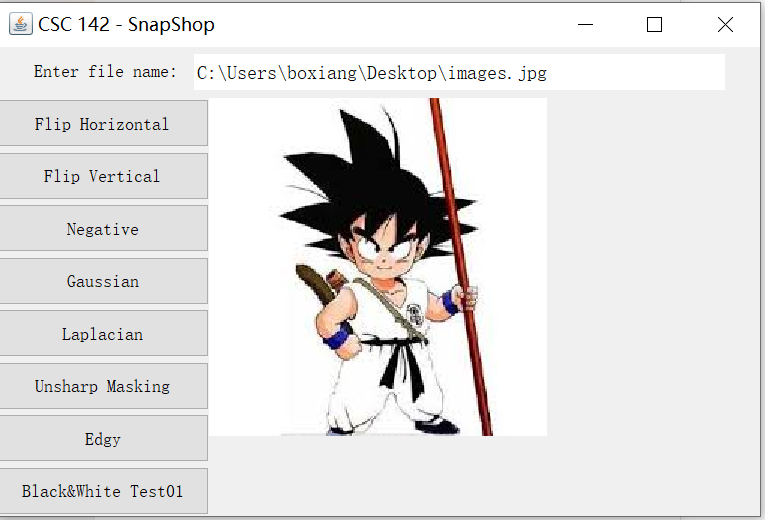 CSC 142 - SnapShop
Enter file name: C:\Users\boxiang\Desktop\images.jpg
Flip Horizontal
Flip Vertical
Negative
Gaussian
Laplacian
Unsharp Masking
Edgy
Black&White Test01